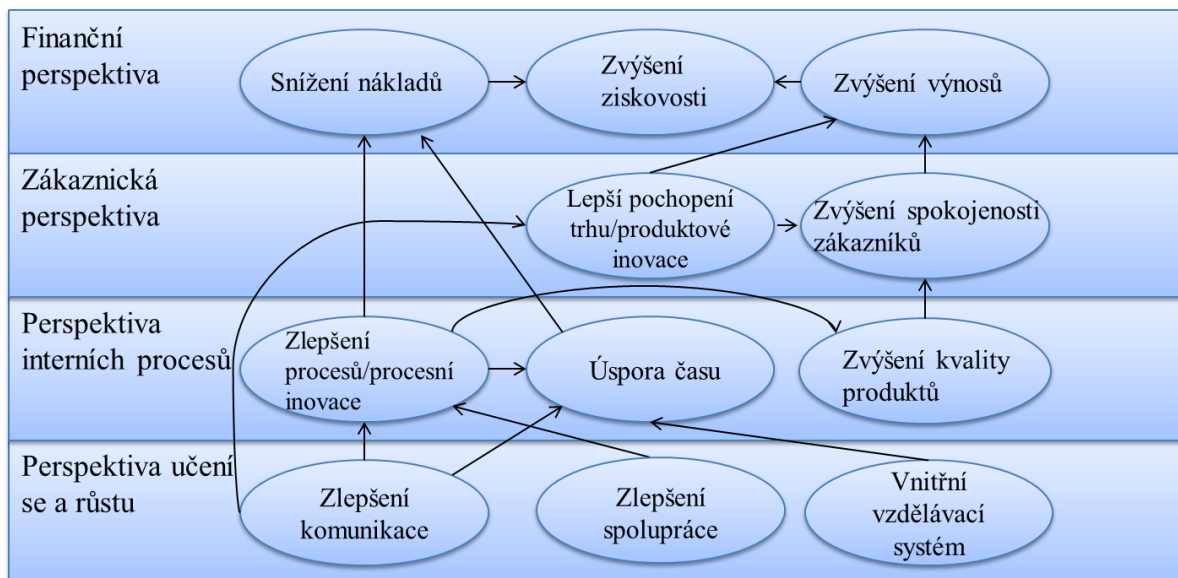 Finanční
perspektiva
Snížení nákladů
Zvýšení
ziskovosti
Zvýšení výnosů
Zákaznická
perspektiva
Lepší pochopení
trhu/produktové
inovace
Zvýšení spokojenosti
zákazníků
Perspektiva
interních procesů
Zlepšení
procesů/procesní
inovace
Úspora času
Zvýšení kvality
produktů
Perspektiva učení
se a růstu
Zlepšení
komunikace
Zlepšení
spolupráce
Vnitřní
vzdělávací
systém